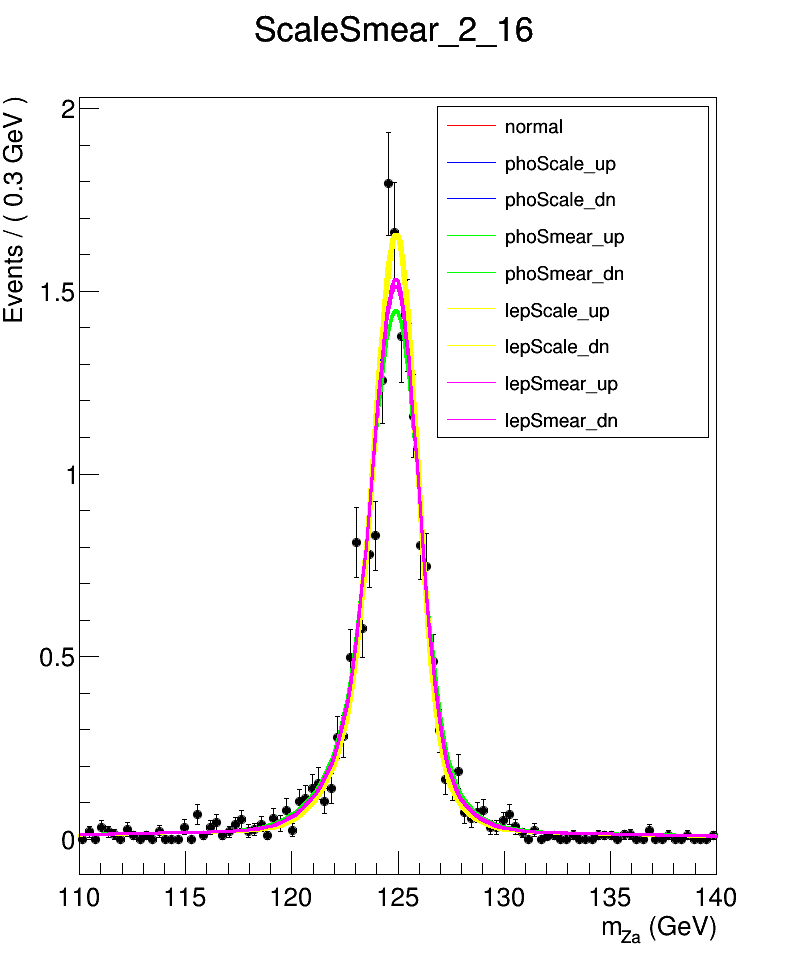 ScaleSmear_2_16
Events / ( 0.3 GeV )
2
1.5
1
0.5
0
normal
phoScale_up
phoScale_dn
phoSmear_up
phoSmear_dn
lepScale_up
lepScale_dn
lepSmear_up
lepSmear_dn
110 115 120 125 130 135 140
m_Za (GeV)